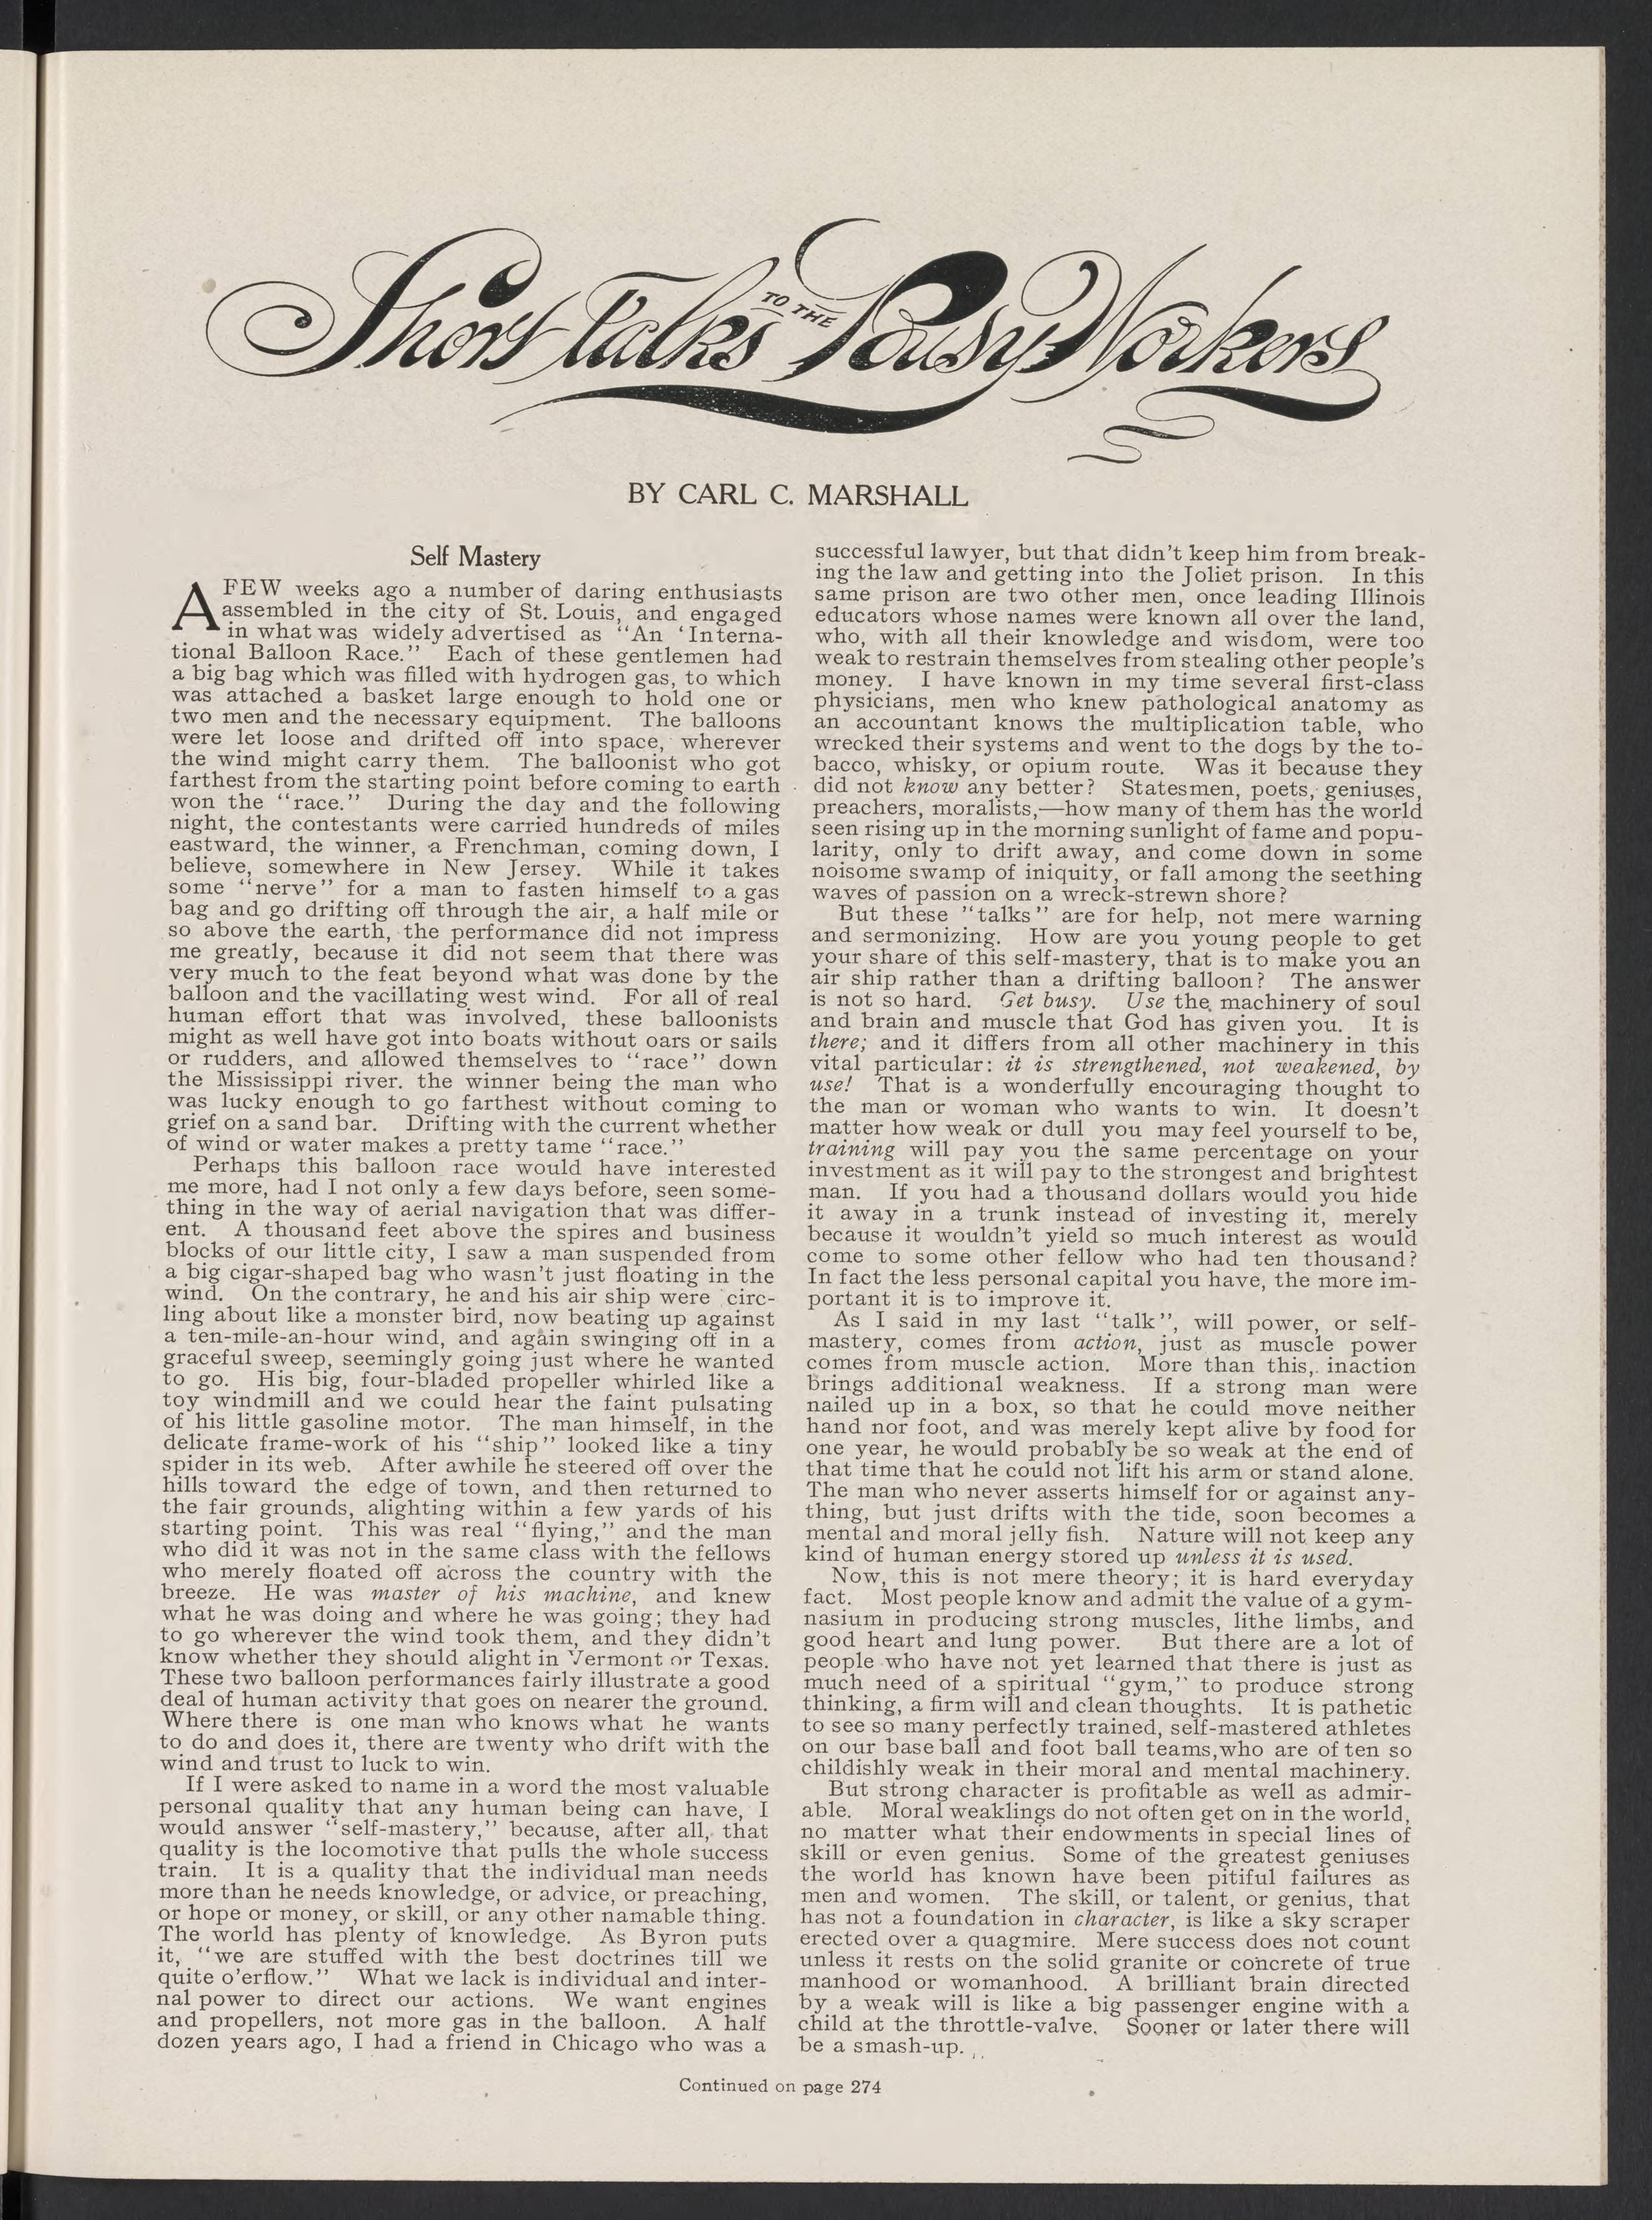 Short Talks TO THE Busy Workers
BY CARL C. MARSHALL
Self Mastery
A FEW weeks ago a number of daring enthusiasts
assembled in the city of St. Louis, and engaged
in what was widely advertised as "An 'Interna-
tional Balloon Race." Each of these gentlemen had
a big bag which was filled with hydrogen gas, to which
was attached a basket large enough to hold one or
two men and the necessary equipment. The balloons
were let loose and drifted off into space, wherever
the wind might carry them. The balloonist who got
farthest from the starting point before coming to earth
won the "race." During the day and the following
night, the contestants were carried hundreds of miles
eastward, the winner, a Frenchman, coming down, I
believe, somewhere in New Jersey. While it takes
some "nerve" for a man to fasten himself to a gas
bag and go drifting off through the air, a half mile or
so above the earth, the performance did not impress
me greatly, because it did not seem that there was
very much to the feat beyond what was done by the
balloon and the vacillating west wind. For all of real
human effort that was involved, these balloonists
might as well have got into boats without oars or sails
or rudders, and allowed themselves to "race" down
the Mississippi river. the winner being the man who
was lucky enough to go farthest without coming to
grief on a sand bar. Drifting with the current whether
of wind or water makes a pretty tame "race."
Perhaps this balloon race would have interested
me more, had I not only a few days before, seen some-
thing in the way of aerial navigation that was differ-
ent. A thousand feet above the spires and business
blocks of our little city, I saw a man suspended from
a big cigar-shaped bag who wasn't just floating in the
wind. On the contrary, he and his air ship were circ-
ling about like a monster bird, now beating up against
a ten-mile-an-hour wind, and again swinging off in a
graceful sweep, seemingly going just where he wanted
to go. His big, four-bladed propeller whirled like a
toy windmill and we could hear the faint pulsating
of his little gasoline motor. The man himself, in the
delicate frame-work of his "ship" looked like a tiny
spider in its web. After awhile he steered off over the
hills toward the edge of town, and then returned to
the fair grounds, alighting within a few yards of his
starting point. This was real "flying," and the man
who did it was not in the same class with the fellows
who merely floated off across the country with the
breeze. He was master of his machine, and knew
what he was doing and where he was going; they had
to go wherever the wind took them, and they didn't
know whether they should alight in Vermont or Texas.
These two balloon performances fairly illustrate a good
deal of human activity that goes on nearer the ground.
Where there is one man who knows what he wants
to do and does it, there are twenty who drift with the
wind and trust to luck to win.
If I were asked to name in a word the most valuable
personal quality that any human being can have, I
would answer "self-mastery," because, after all, that
quality is the locomotive that pulls the whole success
train. It is a quality that the individual man needs
more than he needs knowledge, or advice, or preaching,
or hope or money, or skill, or any other namable thing.
The world has plenty of knowledge. As Byron puts
it, "we are stuffed with the best doctrines till we
quite o'erflow." What we lack is individual and inter-
nal power to direct our actions. We want engines
and propellers, not more gas in the balloon. A half
dozen years ago, I had a friend in Chicago who was a
successful lawyer, but that didn't keep him from break-
ing the law and getting into the Joliet prison. In this
same prison are two other men, once leading Illinois
educators whose names were known all over the land,
who, with all their knowledge and wisdom, were too
weak to restrain themselves from stealing other people's
money. I have known in my time several first-class
physicians, men who knew pathological anatomy as
an accountant knows the multiplication table, who
wrecked their systems and went to the dogs by the to-
bacco, whisky, or opium route. Was it because they
did not know any better? Statesmen, poets, geniuses,
preachers, moralists,—how many of them has the world
seen rising up in the morning sunlight of fame and popu-
larity, only to drift away, and come down in some
noisome swamp of iniquity, or fall among the seething
waves of passion on a wreck-strewn shore?
But these "talks" are for help, not mere warning
and sermonizing. How are you young people to get
your share of this self-mastery, that is to make you an
air ship rather than a drifting balloon? The answer
is not so hard. Get busy. Use the machinery of soul
and brain and muscle that God has given you. It is
there; and it differs from all other machinery in this
vital particular: it is strengthened, not weakened, by
use! That is a wonderfully encouraging thought to
the man or woman who wants to win. It doesn't
matter how weak or dull you may feel yourself to be,
training will pay you the same percentage on your
investment as it will pay to the strongest and brightest
man. If you had a thousand dollars would you hide
it away in a trunk instead of investing it, merely
because it wouldn't yield so much interest as would
come to some other fellow who had ten thousand?
In fact the less personal capital you have, the more im-
portant it is to improve it.
As I said in my last "talk", will power, or self-
mastery, comes from action, just as muscle power
comes from muscle action. More than this, inaction
brings additional weakness. If a strong man were
nailed up in a box, so that he could move neither
hand nor foot, and was merely kept alive by food for
one year, he would probably be so weak at the end of
that time that he could not lift his arm or stand alone.
The man who never asserts himself for or against any-
thing, but just drifts with the tide, soon becomes a
mental and moral jelly fish. Nature will not keep any
kind of human energy stored up unless it is used.
Now, this is not mere theory; it is hard everyday
fact. Most people know and admit the value of a gym-
nasium in producing strong muscles, lithe limbs, and
good heart and lung power. But there are a lot of
people who have not yet learned that there is just as
much need of a spiritual "gym," to produce strong
thinking, a firm will and clean thoughts. It is pathetic
to see so many perfectly trained, self-mastered athletes
on our base ball and foot ball teams, who are often so
childishly weak in their moral and mental machinery.
But strong character is profitable as well as admir-
able. Moral weaklings do not often get on in the world,
no matter what their endowments in special lines of
skill or even genius. Some of the greatest geniuses
the world has known have been pitiful failures as
men and women. The skill, or talent, or genius, that
has not a foundation in character, is like a sky scraper
erected over a quagmire. Mere success does not count
unless it rests on the solid granite or concrete of true
manhood or womanhood. A brilliant brain directed
by a weak will is like a big passenger engine with a
child at the throttle-valve. Sooner or later there will
be a smash-up.
Continued on page 274